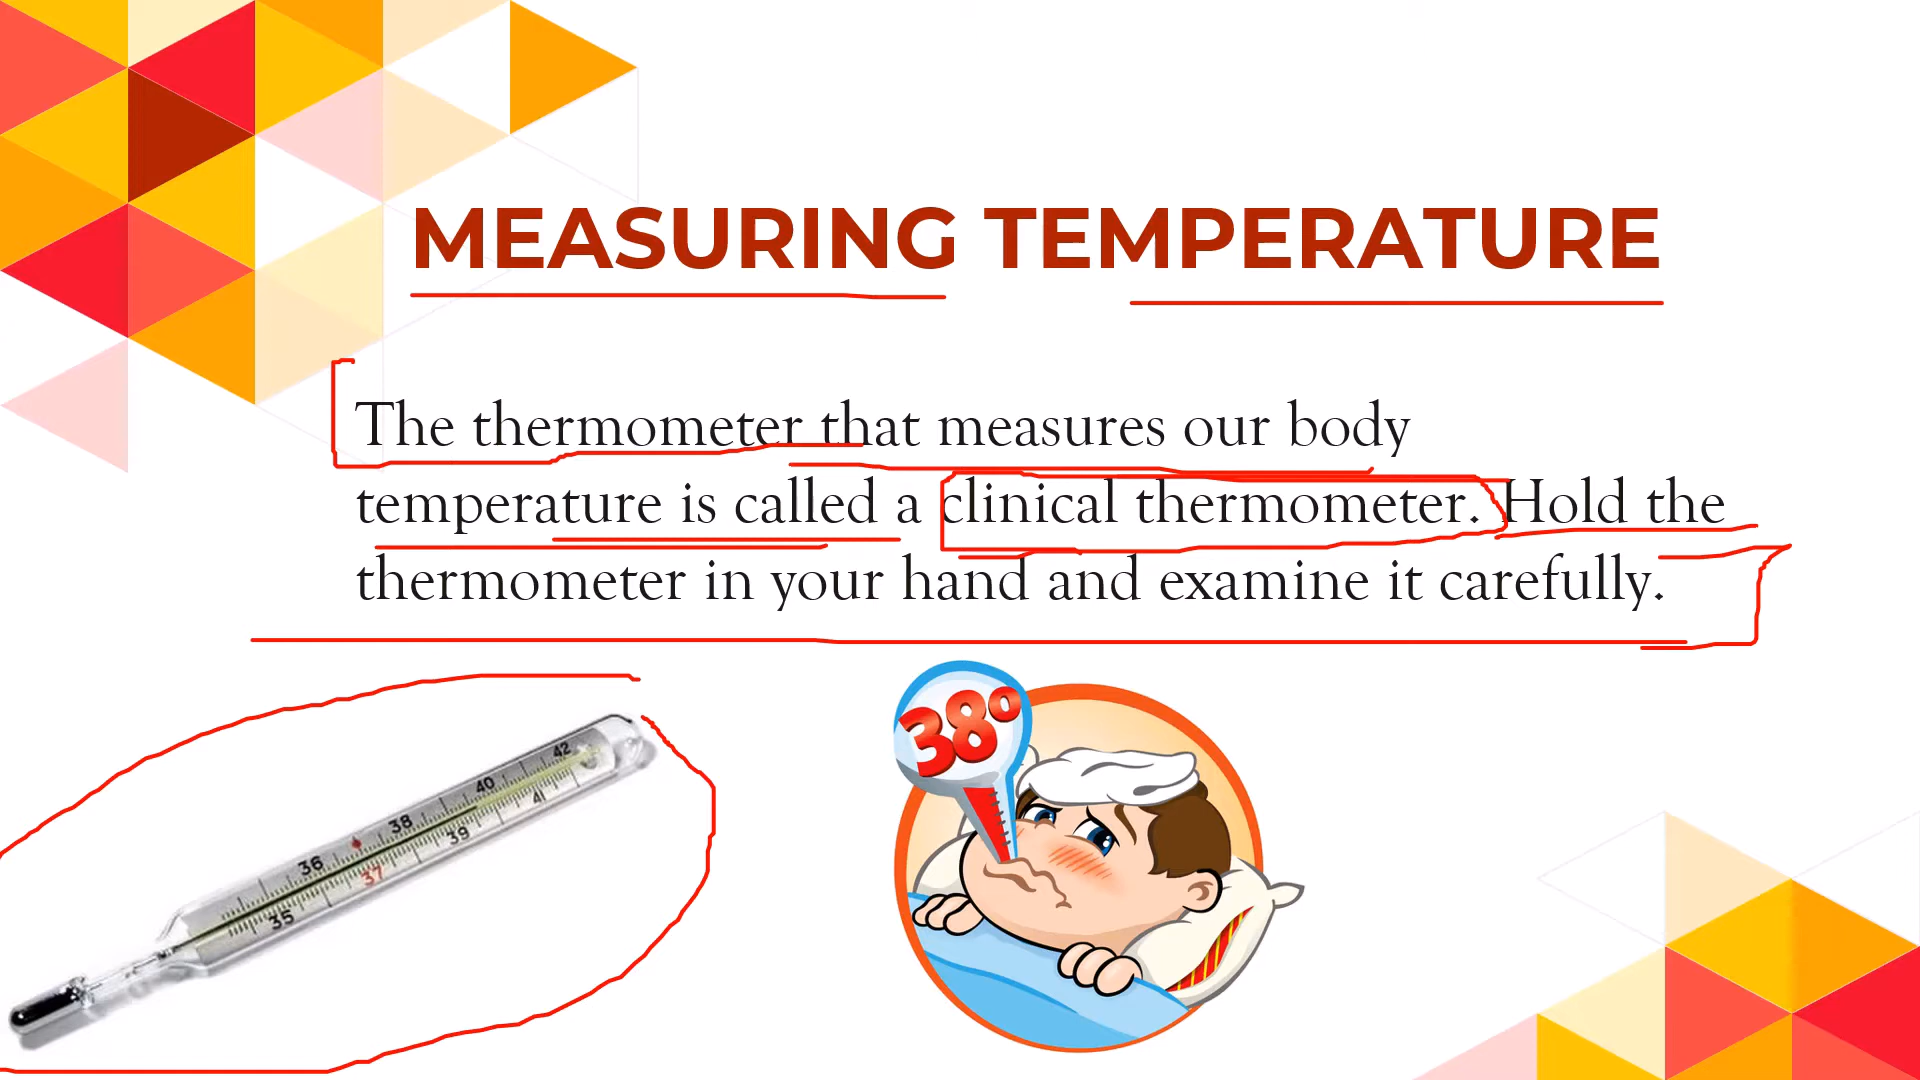 MEASURING TEMPERATURE
The thermometer that measures our body
temperature is called a clinical thermometer. Hold the
thermometer in your hand and examine it carefully.
38°
42
40
41
38
39
36
37
35